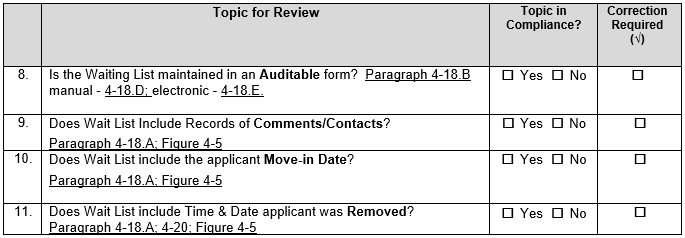 Topic for Review
Topic in
Compliance?
Correction
Required
(√)
8. Is the Waiting List maintained in an Auditable form? Paragraph 4-18.B ☐ Yes ☐ No ☐
manual - 4-18.D; electronic - 4-18.E.
9. Does Wait List Include Records of Comments/Contacts? ☐ Yes ☐ No ☐
Paragraph 4-18.A; Figure 4-5
10. Does Wait List include the applicant Move-in Date? ☐ Yes ☐ No ☐
Paragraph 4-18.A; Figure 4-5
11. Does Wait List include Time & Date applicant was Removed? ☐ Yes ☐ No ☐
Paragraph 4-18.A; 4-20; Figure 4-5